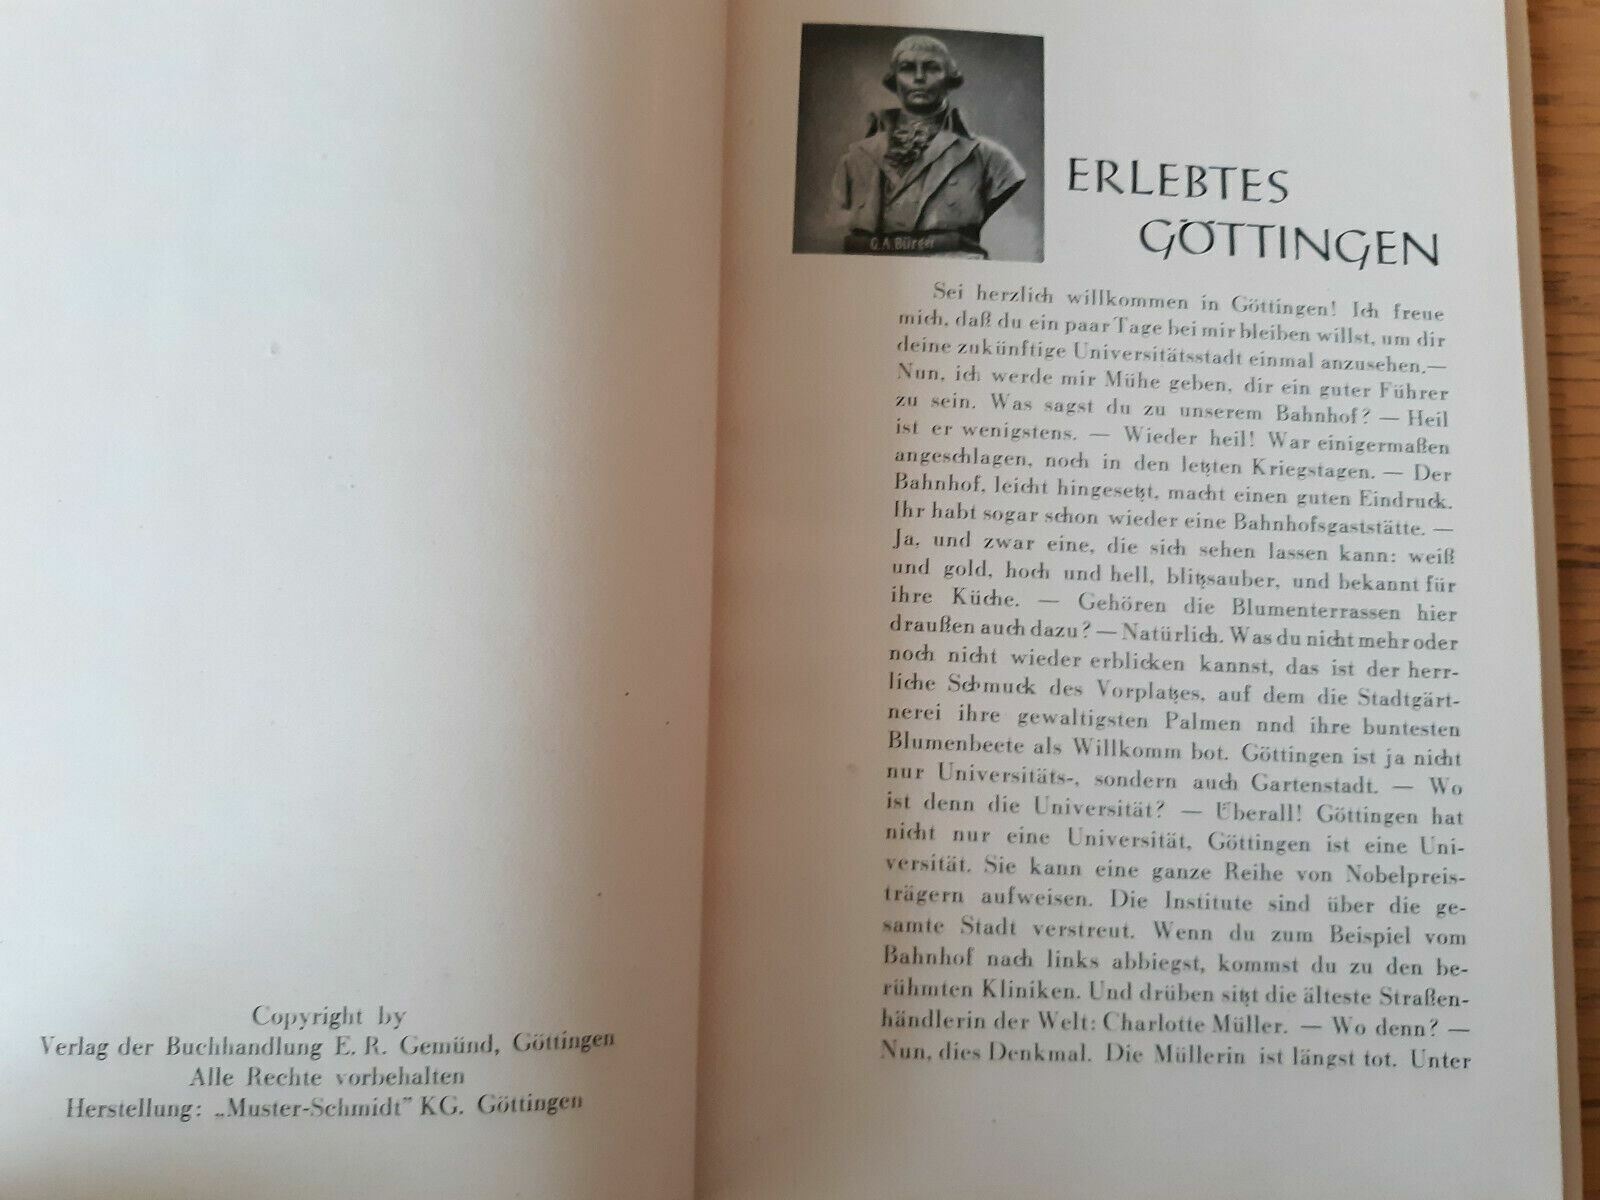 Copyright by
Verlag der Buchhandlung E. R. Gemünd, Göttingen
Alle Rechte vorbehalten
Herstellung: „Muster-Schmidt” KG. Göttingen
G. A. Bürger
ERLEBTES
GÖTTINGEN
Sei herzlich willkommen in Göttingen! Ich freue
mich, daß du ein paar Tage bei mir bleiben willst, um dir
deine zukünftige Universitätsstadt einmal anzusehen.—
Nun, ich werde mir Mühe geben, dir ein guter Führer
zu sein. Was sagst du zu unserem Bahnhof? — Heil
ist er wenigstens. — Wieder heil! War einigermaßen
angeschlagen, noch in den letzten Kriegstagen. — Der
Bahnhof, leicht hingesetzt, macht einen guten Eindruck.
Ihr habt sogar schon wieder eine Bahnhofsgaststätte. —
Ja, und zwar eine, die sich sehen lassen kann: weiß
und gold, hoch und hell, blitzsauber, und bekannt für
ihre Küche. — Gehören die Blumenterrassen hier
draußen auch dazu? — Natürlich. Was du nicht mehr oder
noch nicht wieder erblicken kannst, das ist der herr-
liche Schmuck des Vorplatzes, auf dem die Stadtgärt-
nerei ihre gewaltigsten Palmen nnd ihre buntesten
Blumenbeete als Willkomm bot. Göttingen ist ja nicht
nur Universitäts-, sondern auch Gartenstadt. — Wo
ist denn die Universität? — Überall! Göttingen hat
nicht nur eine Universität, Göttingen ist eine Uni-
versität. Sie kann eine ganze Reihe von Nobelpreis-
trägern aufweisen. Die Institute sind über die ge-
samte Stadt verstreut. Wenn du zum Beispiel vom
Bahnhof nach links abbiegst, kommst du zu den be-
rühmten Kliniken. Und drüben sitzt die älteste Straßen-
händlerin der Welt: Charlotte Müller. — Wo denn? —
Nun, dies Denkmal. Die Müllerin ist längst tot. Unter